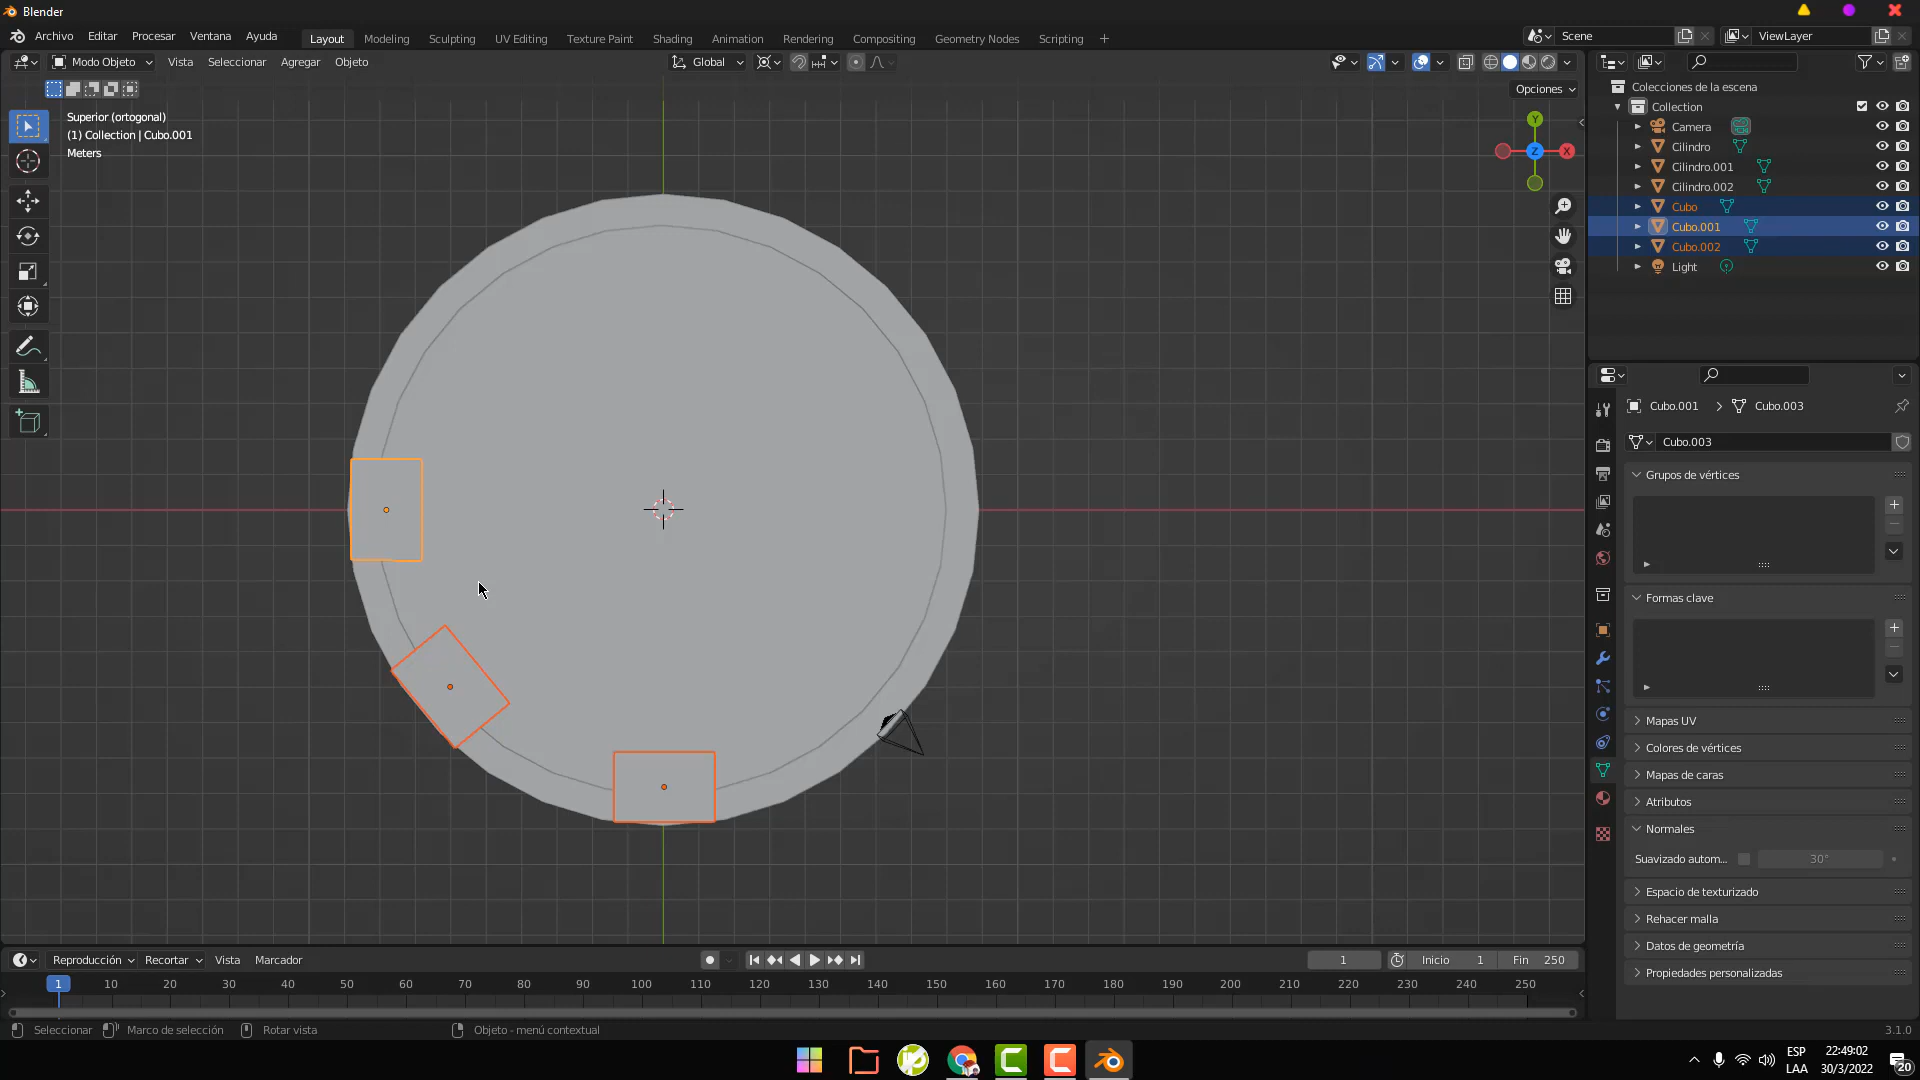 Blender
Archivo Editar Procesar Ventana Ayuda Layout Modeling Sculpting UV Editing Texture Paint Shading Animation Rendering Compositing Geometry Nodes Scripting + Scene ViewLayer
Modo Objeto Vista Seleccionar Agregar Objeto Global
Opciones
Superior (ortogonal)
(1) Collection | Cubo.001
Meters
Y
Z
X
Colecciones de la escena
Collection
Camera
Cilindro
Cilindro.001
Cilindro.002
Cubo
Cubo.001
Cubo.002
Light
Cubo.001 > Cubo.003
Cubo.003
Grupos de vértices
Formas clave
Mapas UV
Colores de vértices
Mapas de caras
Atributos
Normales
Suavizado autom... 30°
Espacio de texturizado
Rehacer malla
Datos de geometría
Propiedades personalizadas
Reproducción Recortar Vista Marcador 1 Inicio 1 Fin 250
1 10 20 30 40 50 60 70 80 90 100 110 120 130 140 150 160 170 180 190 200 210 220 230 240 250
Seleccionar Marco de selección Rotar vista Objeto - menú contextual 3.1.0
ESP
LAA
22:49:02
30/3/2022
20